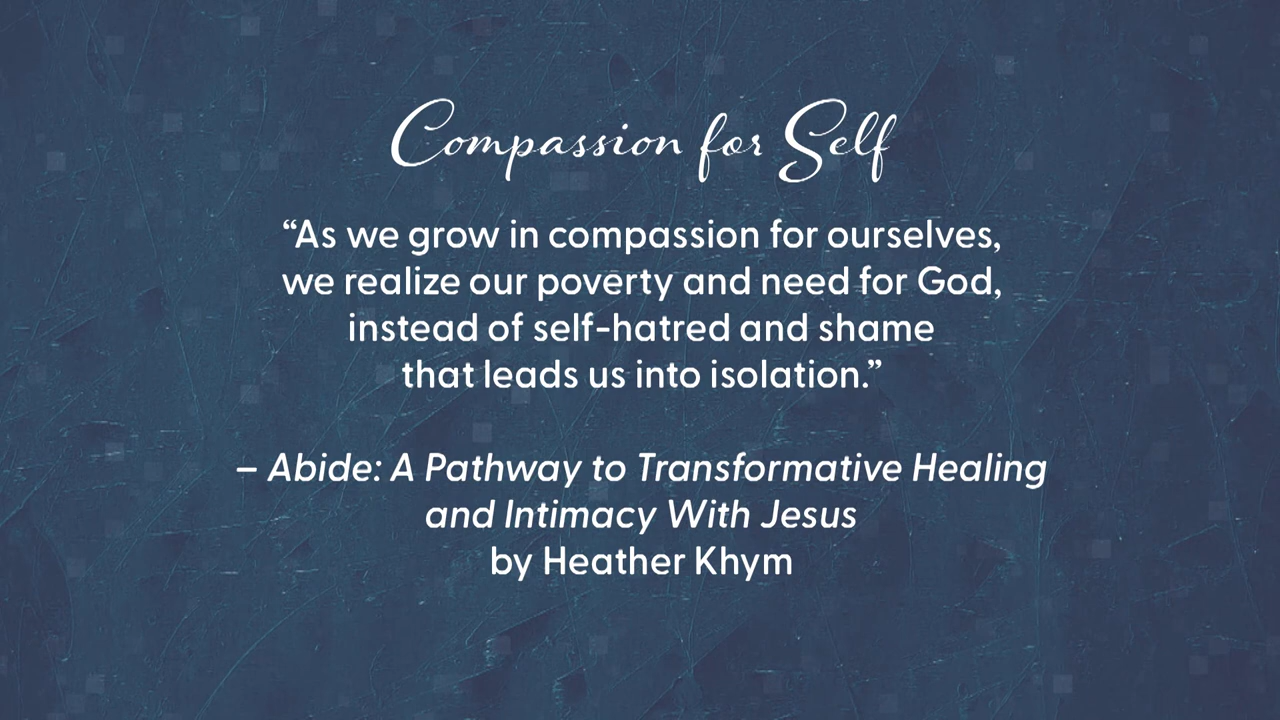 Compassion for Self
“As we grow in compassion for ourselves,
we realize our poverty and need for God,
instead of self-hatred and shame
that leads us into isolation.”
– Abide: A Pathway to Transformative Healing
and Intimacy With Jesus
by Heather Khym